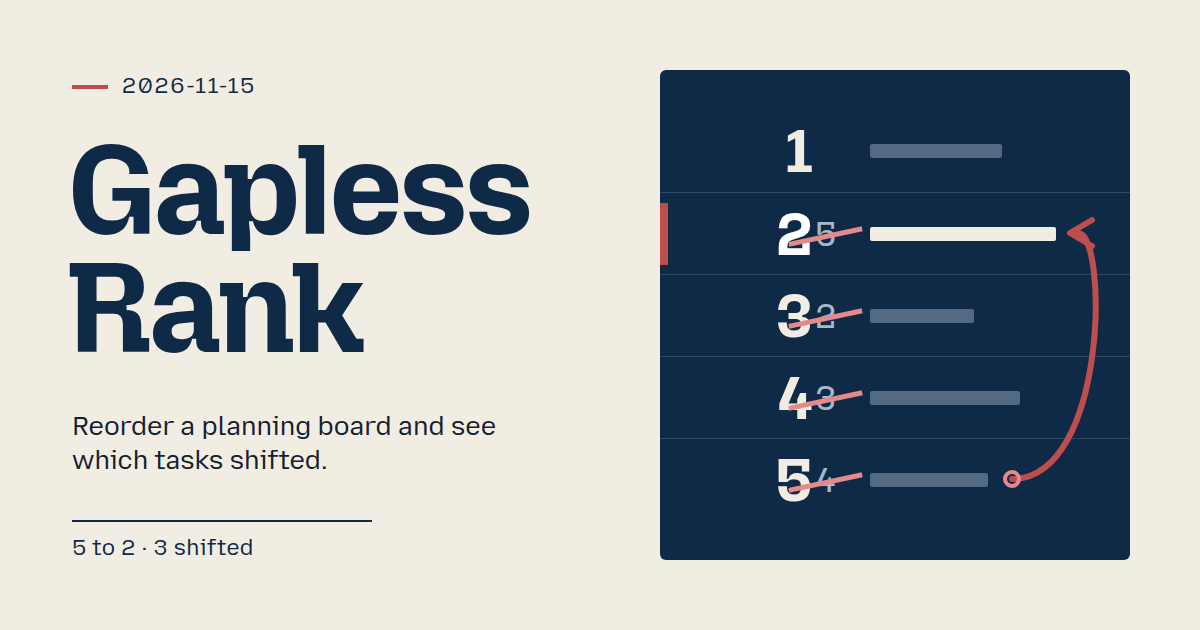 2026-11-15
Gapless
Rank
Reorder a planning board and see
which tasks shifted.
5 to 2 · 3 shifted
1
2 5
3 2
4 3
5 4